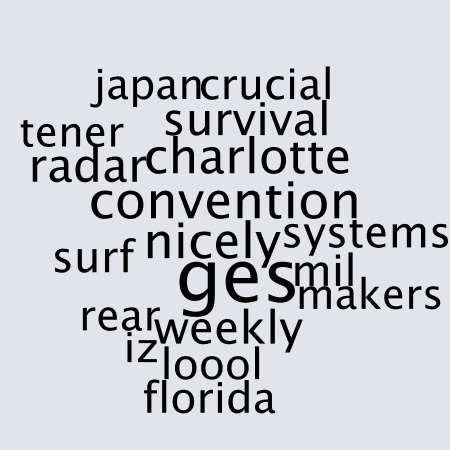 japan crucial
survival
tener
charlotte
radar
convention
systems
nicely
surf
ges
mil
makers
rear
weekly
iz
loool
florida